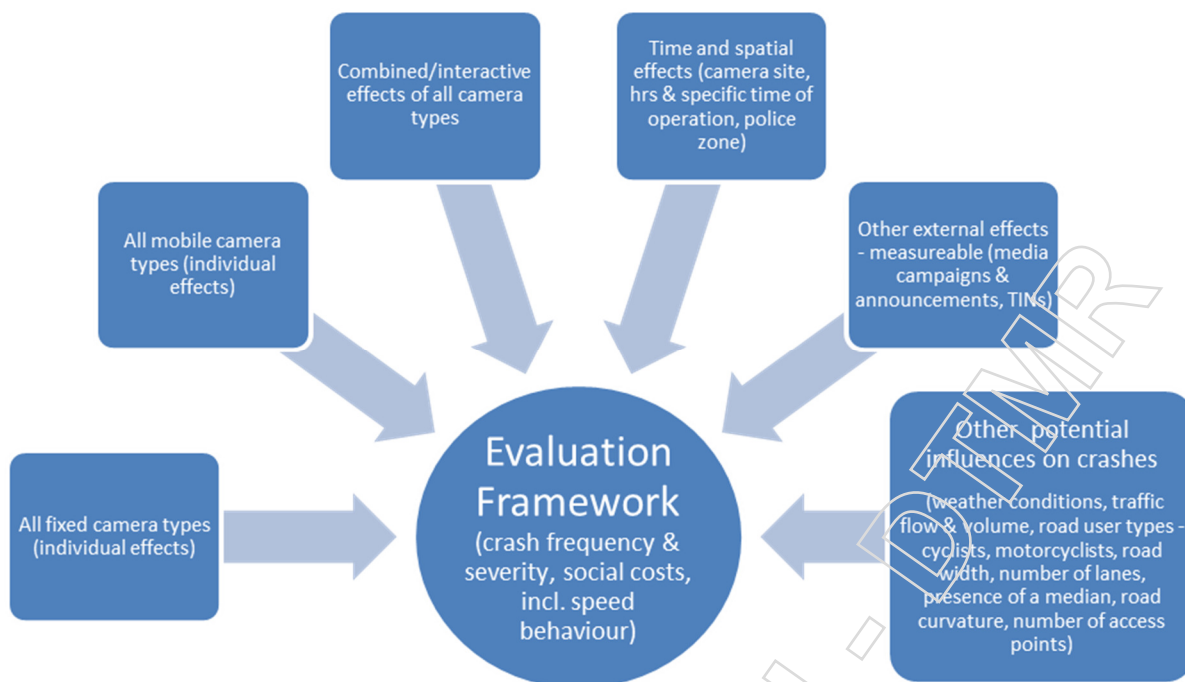 Combined/interactive
effects of all camera
types
Time and spatial
effects (camera site,
hrs & specific time of
operation, police
zone)
All mobile camera
types (individual
effects)
Other external effects
- measureable (media
campaigns &
announcements, TINs)
All fixed camera types
(individual effects)
Evaluation
Framework
(crash frequency &
severity, social costs,
incl. speed
behaviour)
Other potential
influences on crashes
(weather conditions, traffic
flow & volume, road user types -
cyclists, motorcyclists, road
width, number of lanes,
presence of a median, road
curvature, number of access
points)
- DTMR